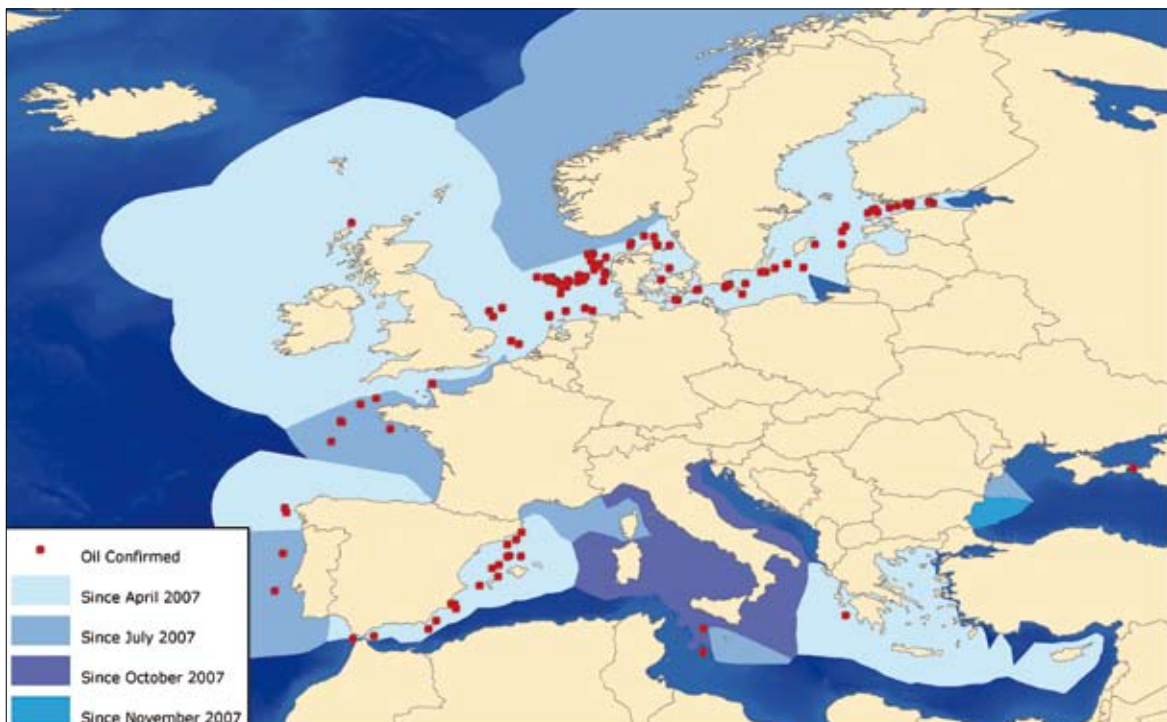 Oil Confirmed
Since April 2007
Since July 2007
Since October 2007
Since November 2007